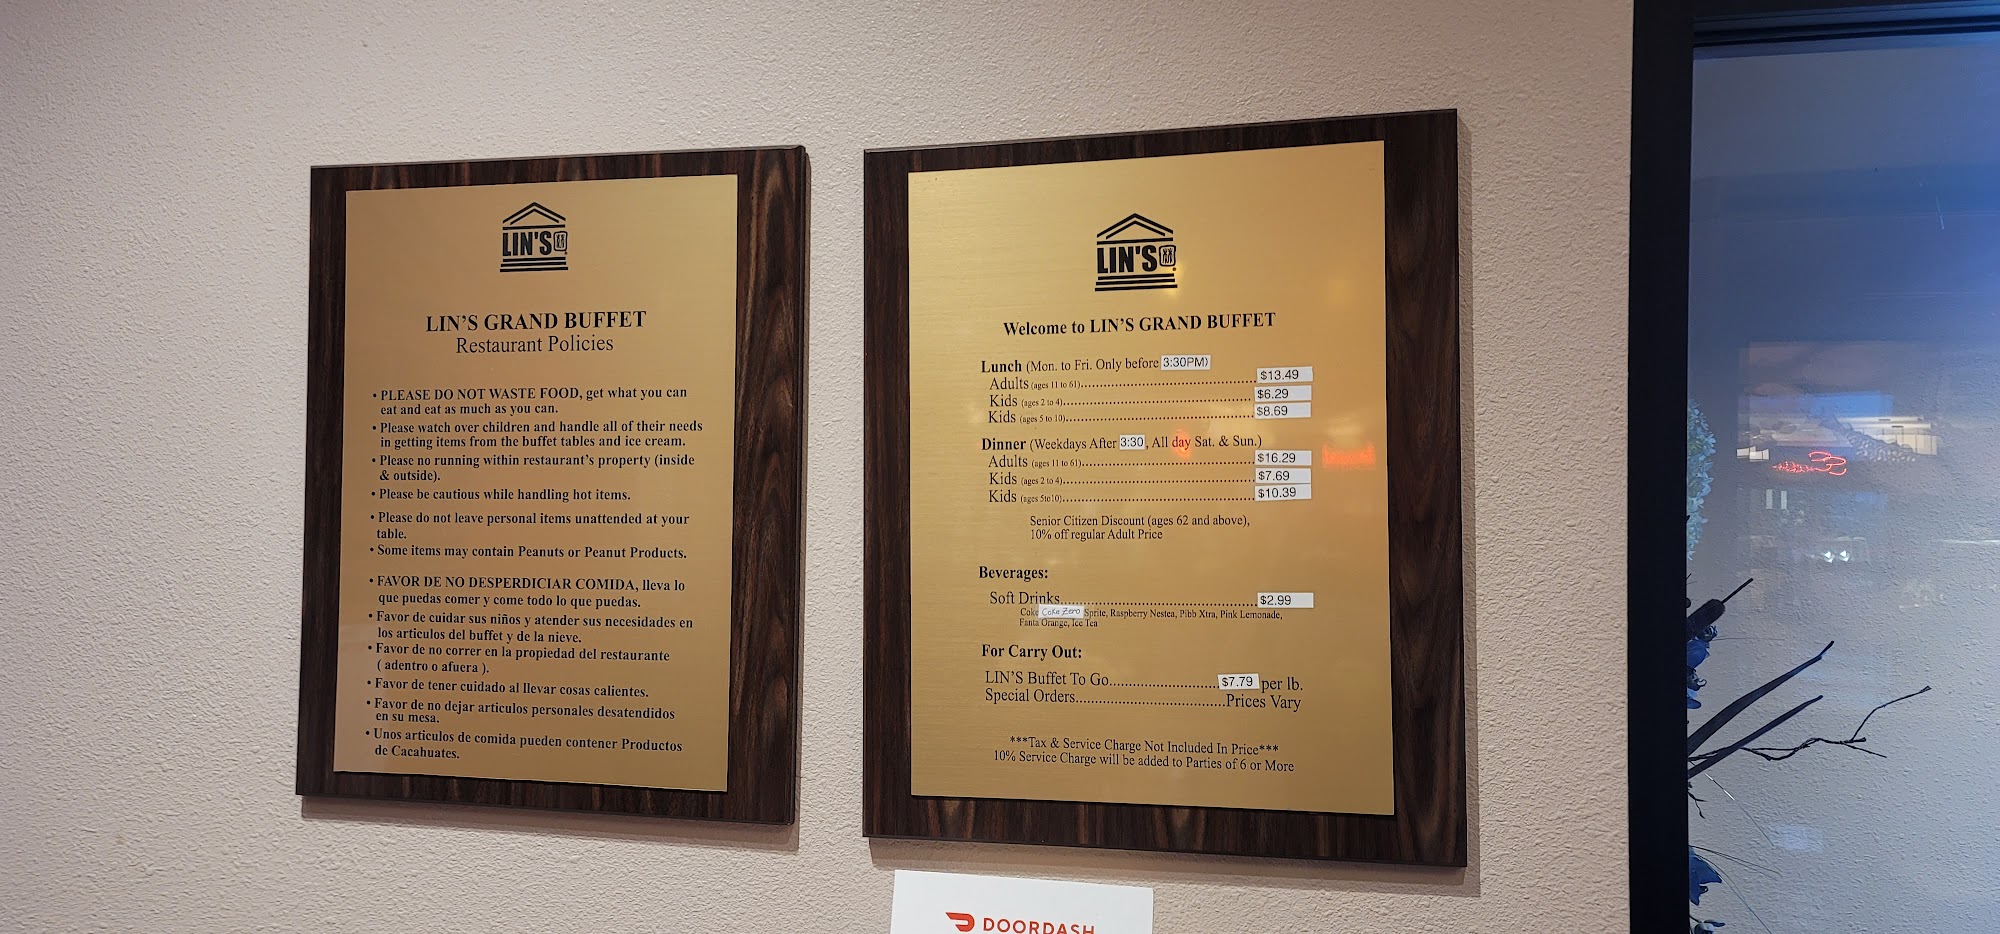 LIN'S
LIN'S GRAND BUFFET
Restaurant Policies
• PLEASE DO NOT WASTE FOOD, get what you can
eat and eat as much as you can.
• Please watch over children and handle all of their needs
in getting items from the buffet tables and ice cream.
• Please no running within restaurant's property (inside
& outside).
• Please be cautious while handling hot items.
• Please do not leave personal items unattended at your
table.
• Some items may contain Peanuts or Peanut Products.
• FAVOR DE NO DESPERDICIAR COMIDA, lleva lo
que puedas comer y come todo lo que puedas.
• Favor de cuidar sus niños y atender sus necesidades en
los articulos del buffet y de la nieve.
• Favor de no correr en la propiedad del restaurante
( adentro o afuera ).
• Favor de tener cuidado al llevar cosas calientes.
• Favor de no dejar articulos personales desatendidos
en su mesa.
• Unos articulos de comida pueden contener Productos
de Cacahuates.
LIN'S
Welcome to LIN'S GRAND BUFFET
Lunch (Mon. to Fri. Only before 3:30PM)
Adults (ages 11 to 61)........................................ $13.49
Kids (ages 2 to 4)........................................ $6.29
Kids (ages 5 to 10)........................................ $8.69
Dinner (Weekdays After 3:30, All day Sat. & Sun.)
Adults (ages 11 to 61)........................................ $16.29
Kids (ages 2 to 4)........................................ $7.69
Kids (ages 5to10)........................................ $10.39
Senior Citizen Discount (ages 62 and above),
10% off regular Adult Price
Beverages:
Soft Drinks........................................ $2.99
Coke Coke Zero Sprite, Raspberry Nestea, Pibb Xtra, Pink Lemonade,
Fanta Orange, Ice Tea
For Carry Out:
LIN'S Buffet To Go........................... $7.79 per lb.
Special Orders....................................Prices Vary
***Tax & Service Charge Not Included In Price***
10% Service Charge will be added to Parties of 6 or More
DOORDASH